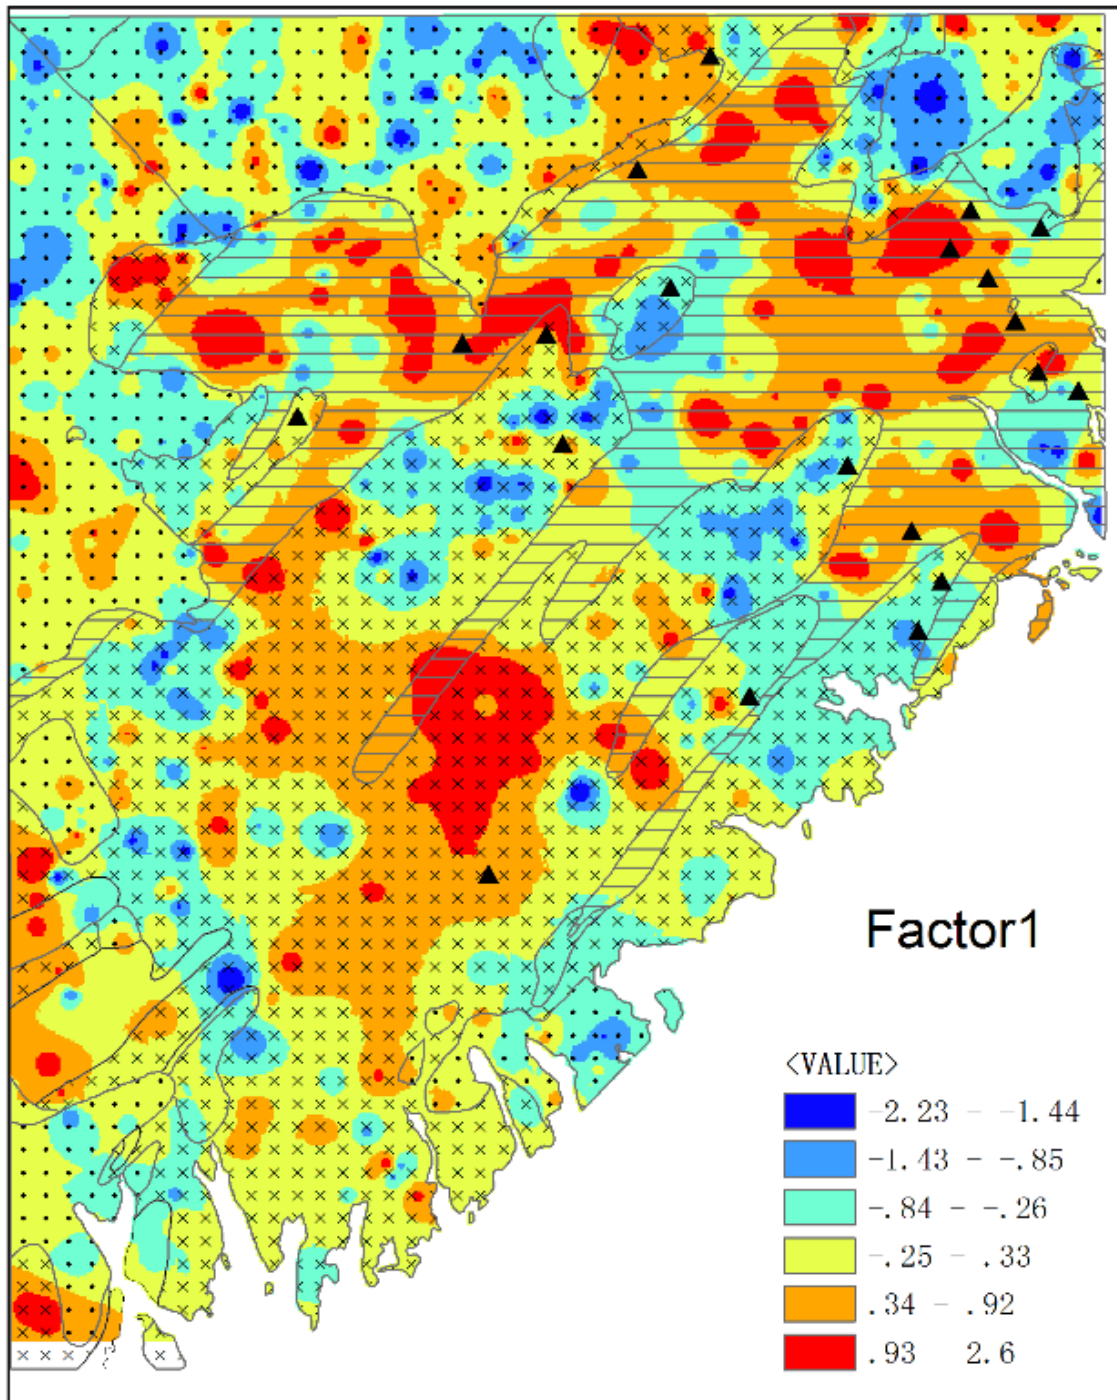 Factor1
<VALUE>
-2.23 - -1.44
-1.43 - -.85
-.84 - -.26
-.25 - .33
.34 - .92
.93 2.6